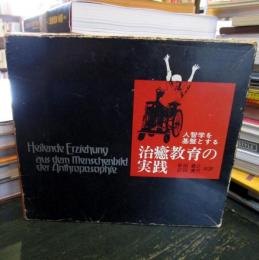 Heilende Erziehung
aus dem Menschenbild
der Anthroposophie
人智学を
基盤とする
治癒教育の
実践